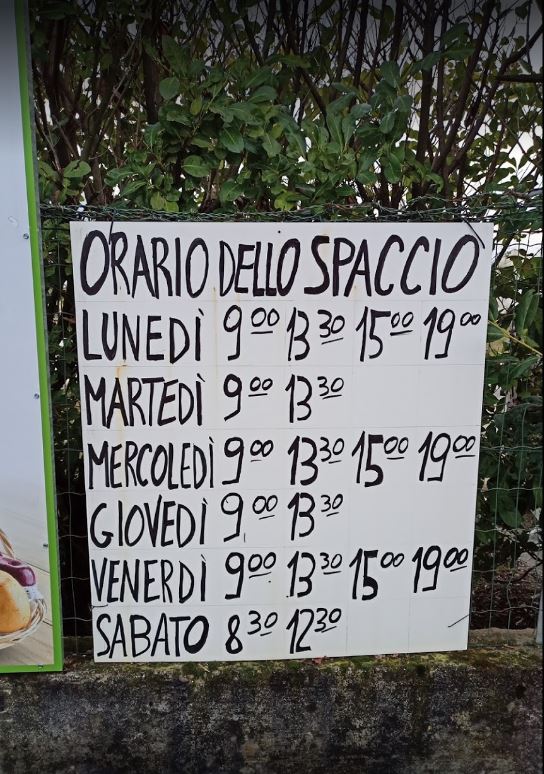 ORARIO DELLO SPACCIO
LUNEDÌ 9 00 13 30 15 00 19 00
MARTEDÌ 9 00 13 30
MERCOLEDÌ 9 00 13 30 15 00 19 00
GIOVEDÌ 9 00 13 30
VENERDÌ 9 00 13 30 15 00 19 00
SABATO 8 30 12 30